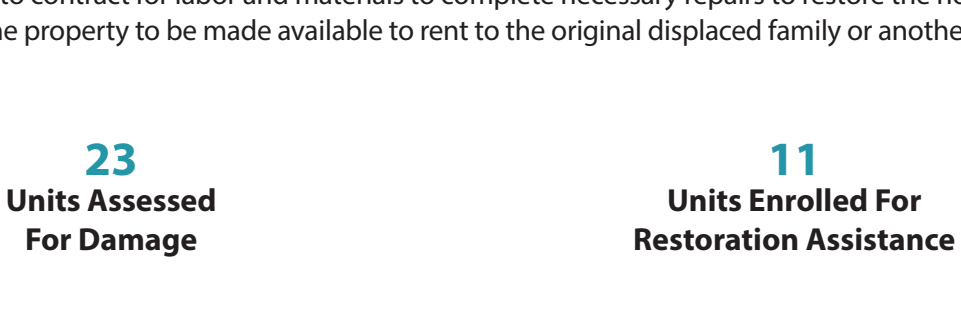 to contract for labor and materials to complete necessary repairs to restore the
property to be made available to rent to the original displaced family or
23
Units Assessed
For Damage
11
Units Enrolled For
Restoration Assistance